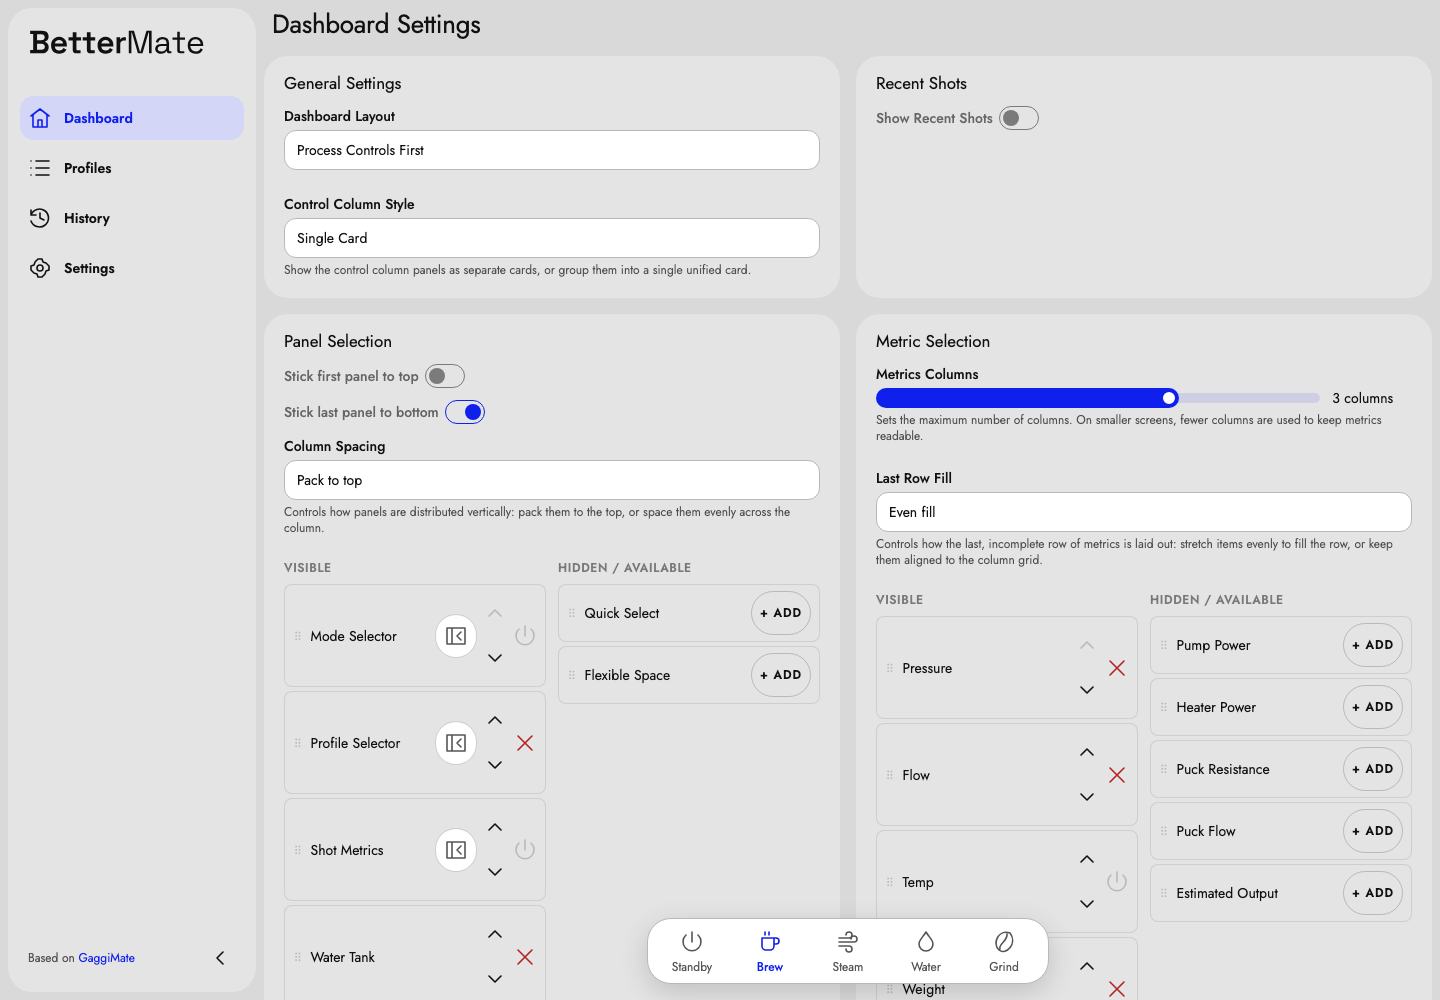 BetterMate
Dashboard
Profiles
History
Settings
Based on GaggiMate
Dashboard Settings
General Settings
Dashboard Layout
Process Controls First
Control Column Style
Single Card
Show the control column panels as separate cards, or group them into a single unified card.
Recent Shots
Show Recent Shots
Panel Selection
Stick first panel to top
Stick last panel to bottom
Column Spacing
Pack to top
Controls how panels are distributed vertically: pack them to the top, or space them evenly across the
column.
VISIBLE
Mode Selector
Profile Selector
Shot Metrics
Water Tank
HIDDEN / AVAILABLE
Quick Select
+ ADD
Flexible Space
+ ADD
Metric Selection
Metrics Columns
3 columns
Sets the maximum number of columns. On smaller screens, fewer columns are used to keep metrics
readable.
Last Row Fill
Even fill
Controls how the last, incomplete row of metrics is laid out: stretch items evenly to fill the row, or keep
them aligned to the column grid.
VISIBLE
Pressure
Flow
Temp
Weight
HIDDEN / AVAILABLE
Pump Power
+ ADD
Heater Power
+ ADD
Puck Resistance
+ ADD
Puck Flow
+ ADD
Estimated Output
+ ADD
Standby
Brew
Steam
Water
Grind